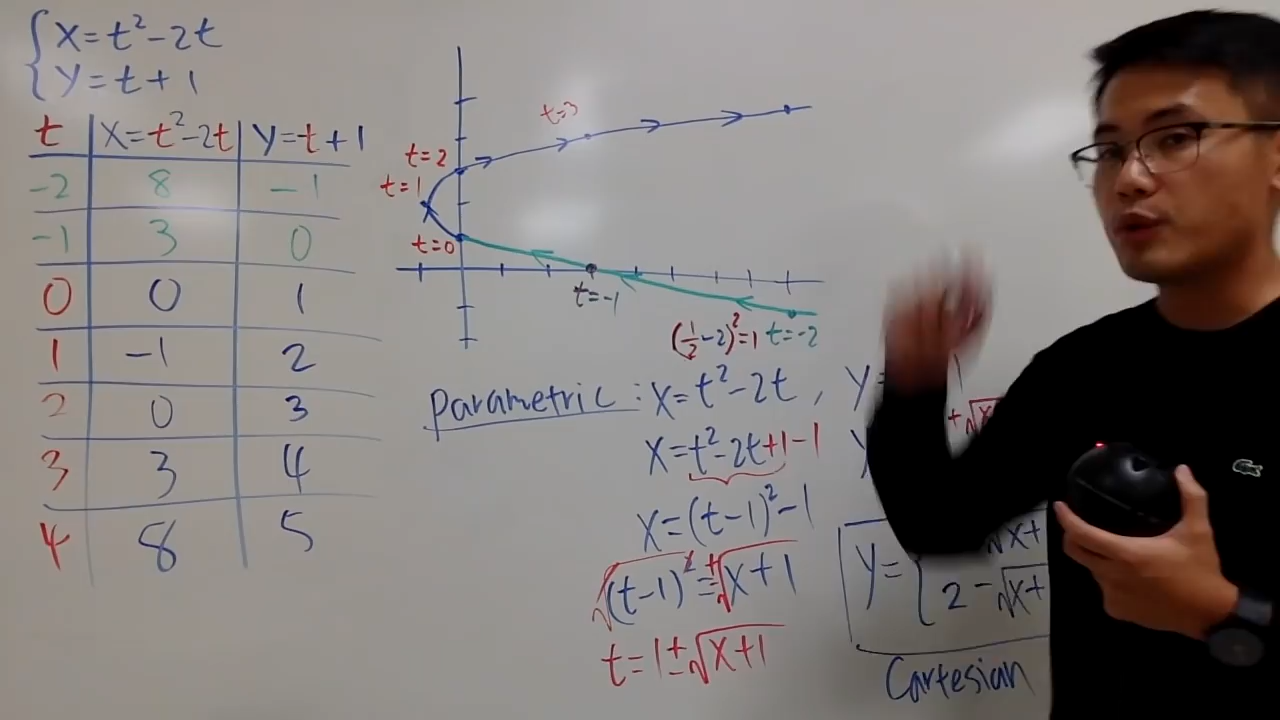 x=t²-2t
y=t+1
t x=t²-2t y=t+1
-2 8 -1
-1 3 0
0 0 1
1 -1 2
2 0 3
3 3 4
4 8 5
t=3
t=2
t=1
t=0
t=-1
(1/2-2)²=1 t=-2
parametric: x=t²-2t, y=
x=t²-2t+1-1
x=(t-1)²-1
√(t-1)²=±√x+1
t=1±√x+1
y={ √x+
2-√x+
Cartesian